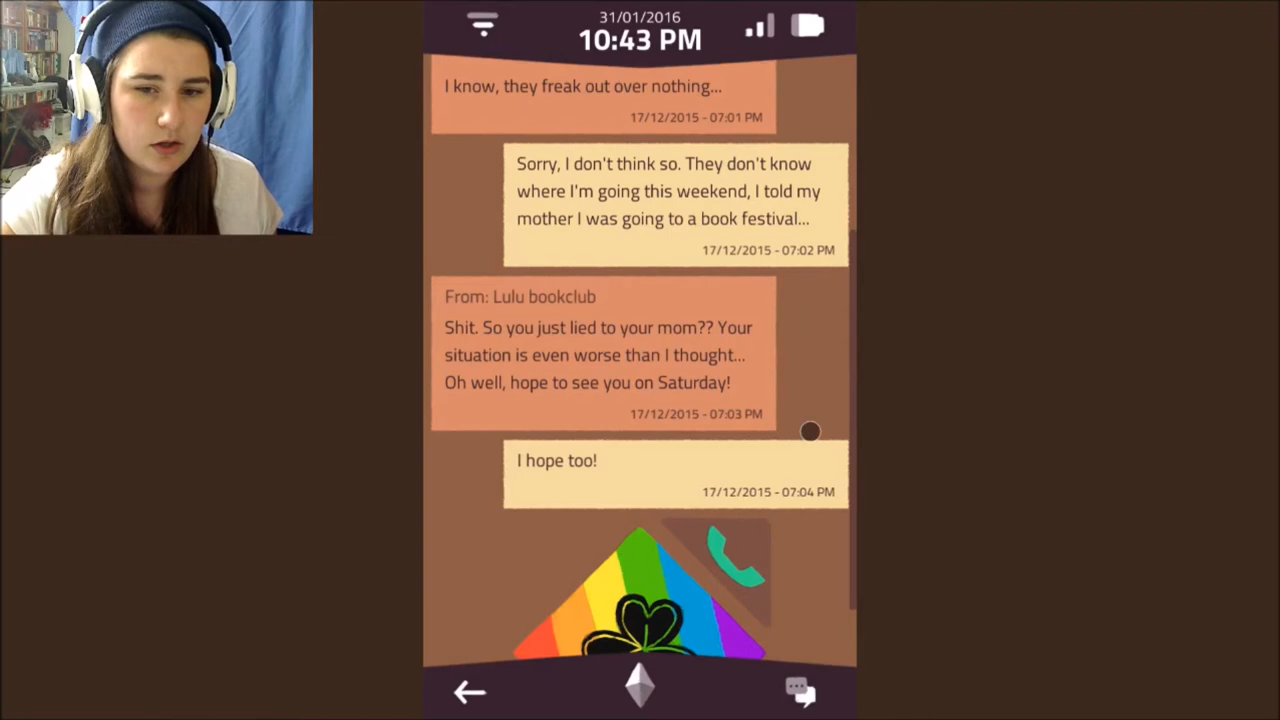 31/01/2016
10:43 PM
I know, they freak out over nothing...
17/12/2015 - 07:01 PM
Sorry, I don't think so. They don't know
where I'm going this weekend, I told my
mother I was going to a book festival...
17/12/2015 - 07:02 PM
From: Lulu bookclub
Shit. So you just lied to your mom?? Your
situation is even worse than I thought...
Oh well, hope to see you on Saturday!
17/12/2015 - 07:03 PM
I hope too!
17/12/2015 - 07:04 PM